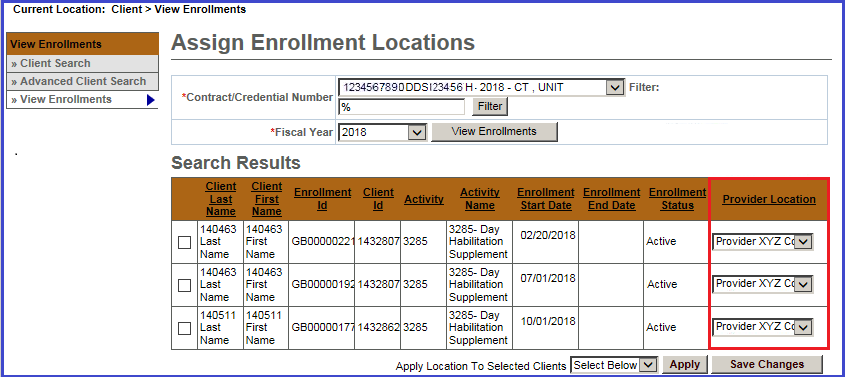 Current Location: Client > View Enrollments
View Enrollments
» Client Search
» Advanced Client Search
» View Enrollments
Assign Enrollment Locations
*Contract/Credential Number 1234567890DDSI23456 H- 2018 - CT , UNIT Filter:
% Filter
*Fiscal Year 2018 View Enrollments
Search Results
Client Last Name Client First Name Enrollment Id Client Id Activity Activity Name Enrollment Start Date Enrollment End Date Enrollment Status Provider Location
140463 Last Name 140463 First Name GB00000221 1432807 3285 3285- Day Habilitation Supplement 02/20/2018 Active Provider XYZ Co
140463 Last Name 140463 First Name GB00000192 1432807 3285 3285- Day Habilitation Supplement 07/01/2018 Active Provider XYZ Co
140511 Last Name 140511 First Name GB00000177 1432862 3285 3285- Day Habilitation Supplement 10/01/2018 Active Provider XYZ Co
Apply Location To Selected Clients Select Below Apply Save Changes